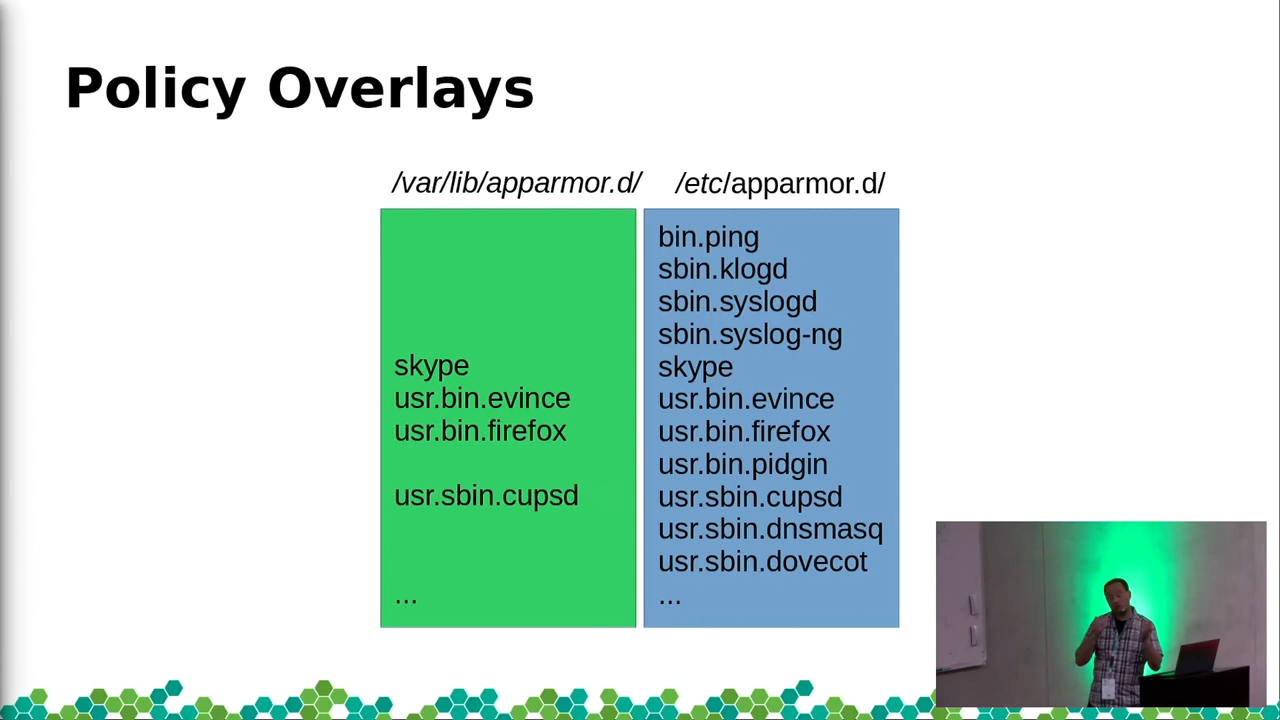 Policy Overlays
/var/lib/apparmor.d/
skype
usr.bin.evince
usr.bin.firefox
usr.sbin.cupsd
...
/etc/apparmor.d/
bin.ping
sbin.klogd
sbin.syslogd
sbin.syslog-ng
skype
usr.bin.evince
usr.bin.firefox
usr.bin.pidgin
usr.sbin.cupsd
usr.sbin.dnsmasq
usr.sbin.dovecot
...